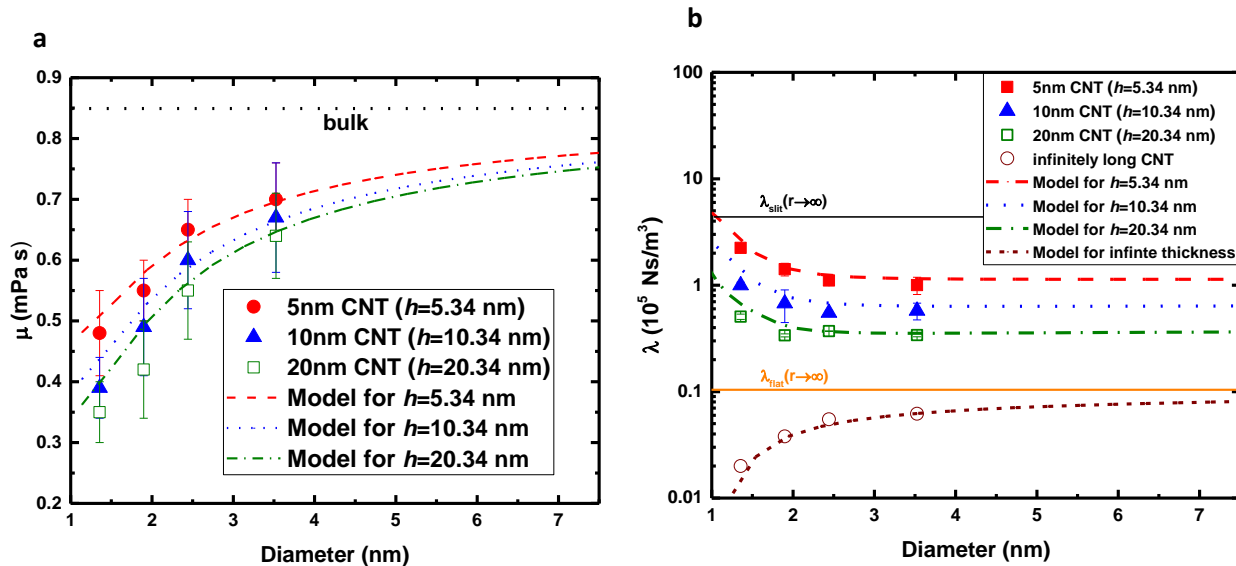 a
0.9
0.8
0.7
0.6
0.5
0.4
0.3
0.2
μ (mPa s)
bulk
5nm CNT (h=5.34 nm)
10nm CNT (h=10.34 nm)
20nm CNT (h=20.34 nm)
Model for h=5.34 nm
Model for h=10.34 nm
Model for h=20.34 nm
1 2 3 4 5 6 7
Diameter (nm)
b
100
10
1
0.1
0.01
λ (10⁵ Ns/m³)
5nm CNT (h=5.34 nm)
10nm CNT (h=10.34 nm)
20nm CNT (h=20.34 nm)
infinitely long CNT
Model for h=5.34 nm
Model for h=10.34 nm
Model for h=20.34 nm
Model for infinte thickness
λslit(r→∞)
λflat(r→∞)
1 2 3 4 5 6 7
Diameter (nm)